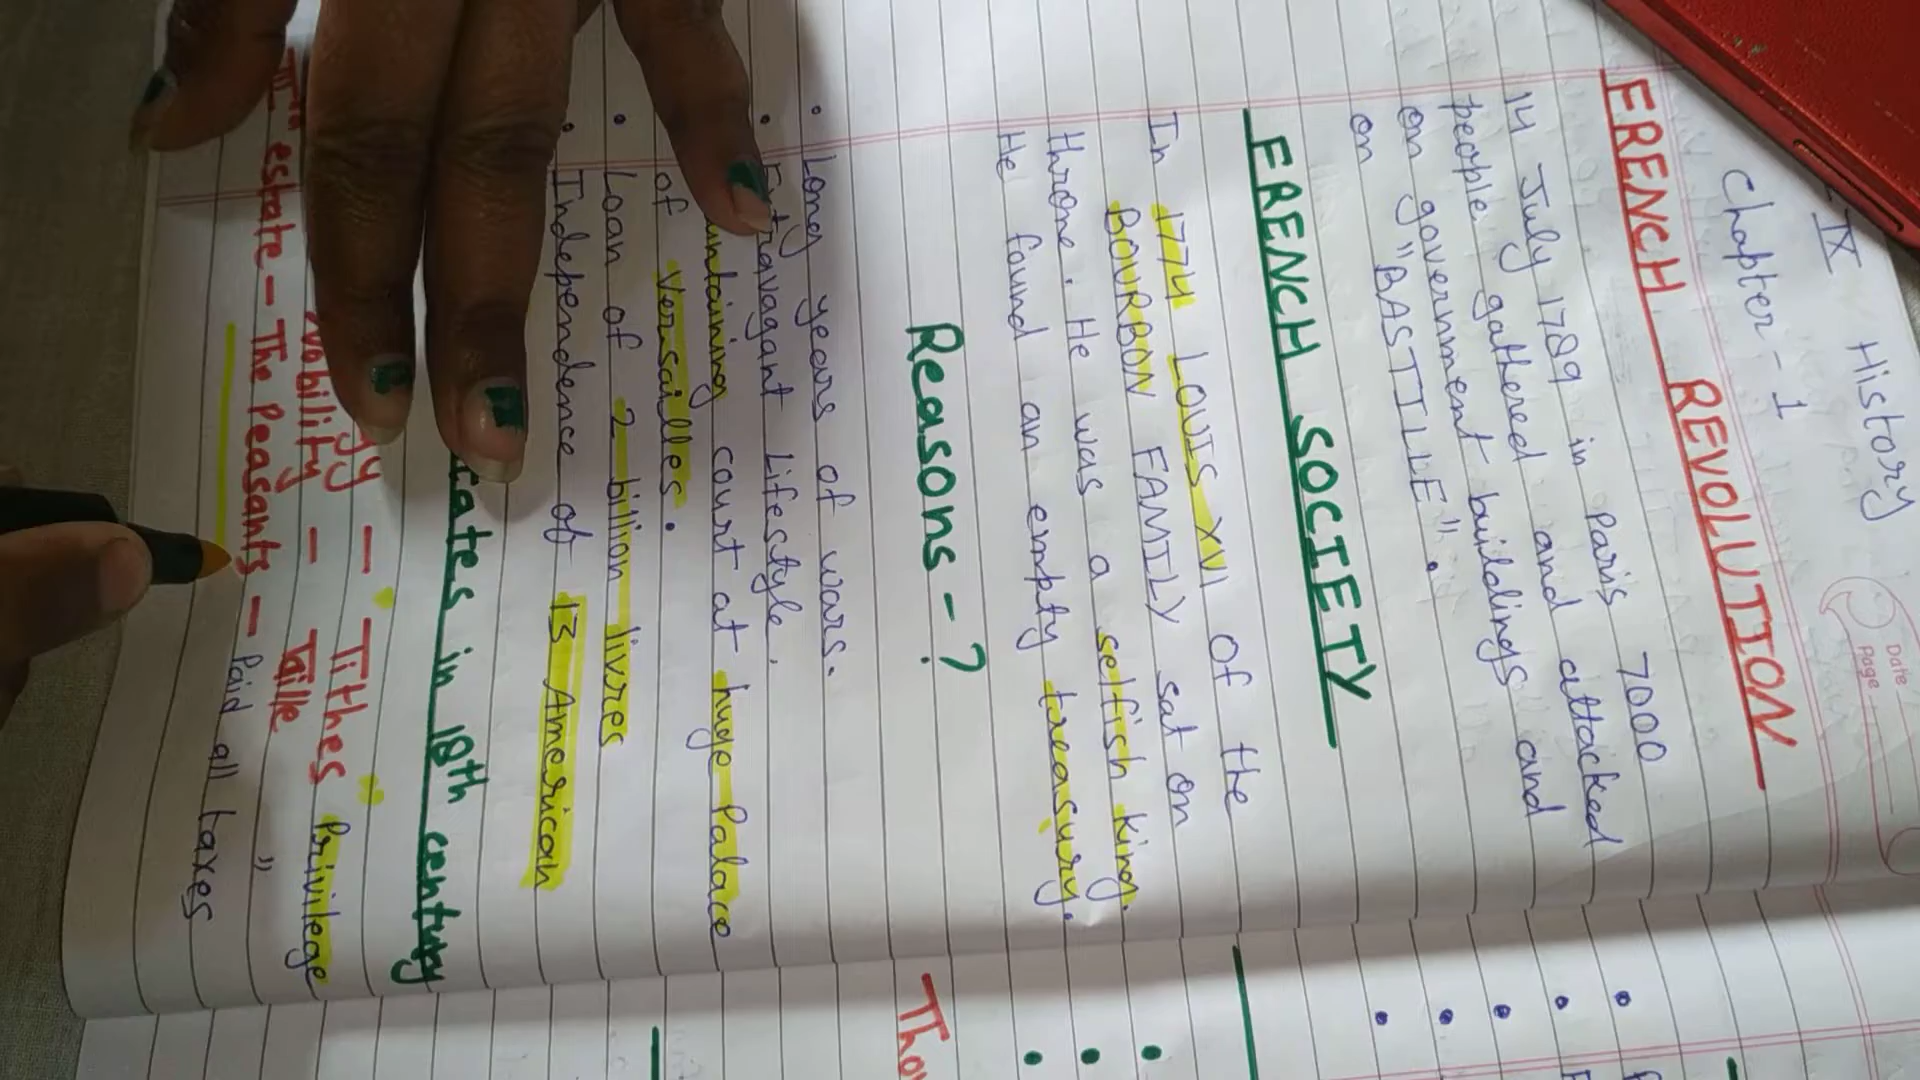 IX History
Chapter - 1
Date
Page
FRENCH REVOLUTION
14 July 1789 in Paris 7000
people gathered and attacked
on government buildings and
on "BASTILLE".
FRENCH SOCIETY
In 1774 LOUIS XVI of the
BOURBON FAMILY sat on
throne. He was a selfish king.
He found an empty treasury.
Reasons - ?
• Long years of wars.
• Extravagant Lifestyle.
court at huge Palace
of Versailles.
• Loan of 2 billion livres
• Independence of 13 American
in 18th century
— Tithes Privilege
— Taille "
estate - The Peasants - Paid all taxes